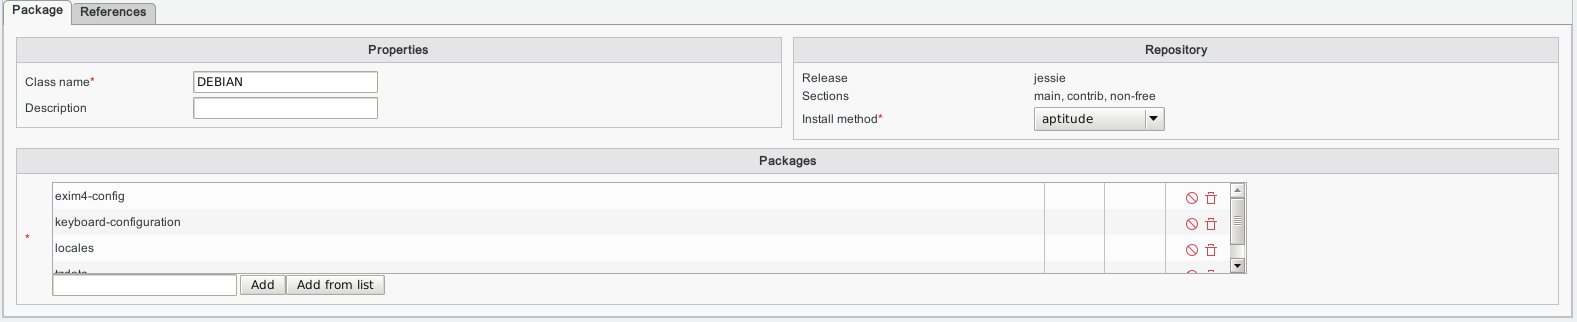 Package References
Properties
Class name*
DEBIAN
Description
Repository
Release jessie
Sections main, contrib, non-free
Install method* aptitude
Packages
exim4-config
keyboard-configuration
*
locales
Add Add from list